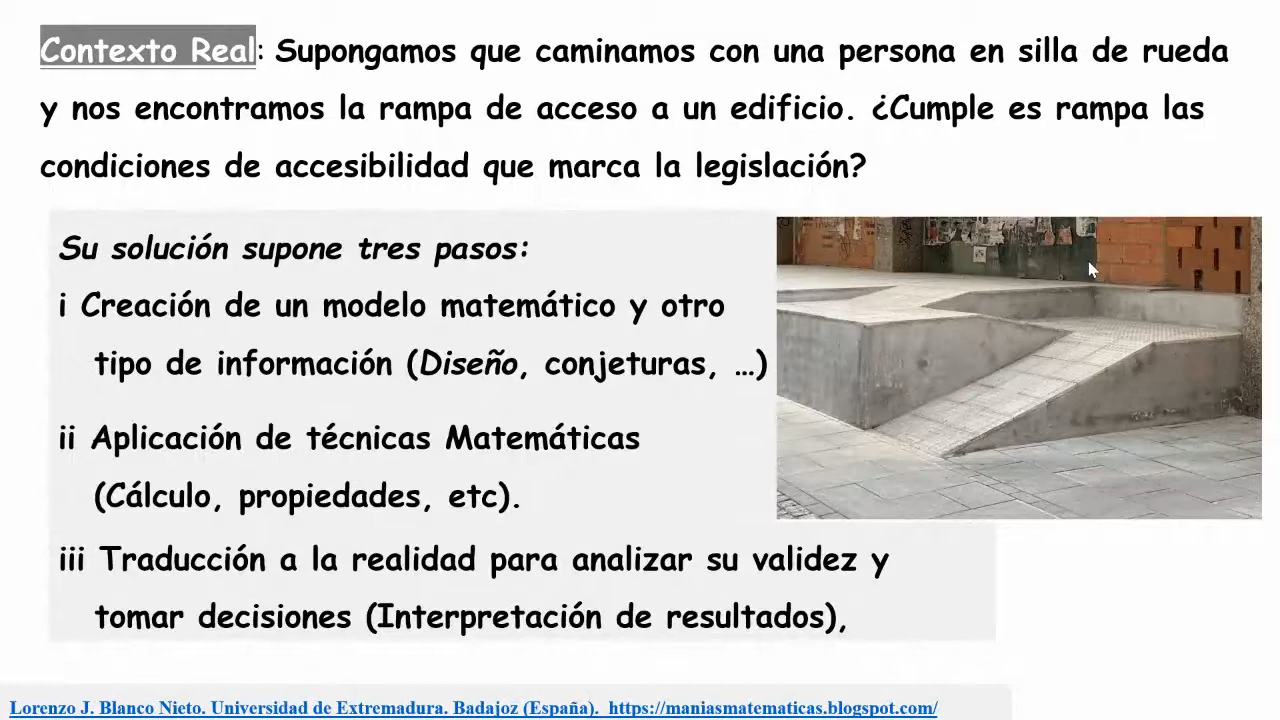 Contexto Real: Supongamos que caminamos con una persona en silla de rueda
y nos encontramos la rampa de acceso a un edificio. ¿Cumple es rampa las
condiciones de accesibilidad que marca la legislación?
Su solución supone tres pasos:
i Creación de un modelo matemático y otro
tipo de información (Diseño, conjeturas, …)
ii Aplicación de técnicas Matemáticas
(Cálculo, propiedades, etc).
iii Traducción a la realidad para analizar su validez y
tomar decisiones (Interpretación de resultados),
Lorenzo J. Blanco Nieto. Universidad de Extremadura. Badajoz (España). https://maniasmatematicas.blogspot.com/